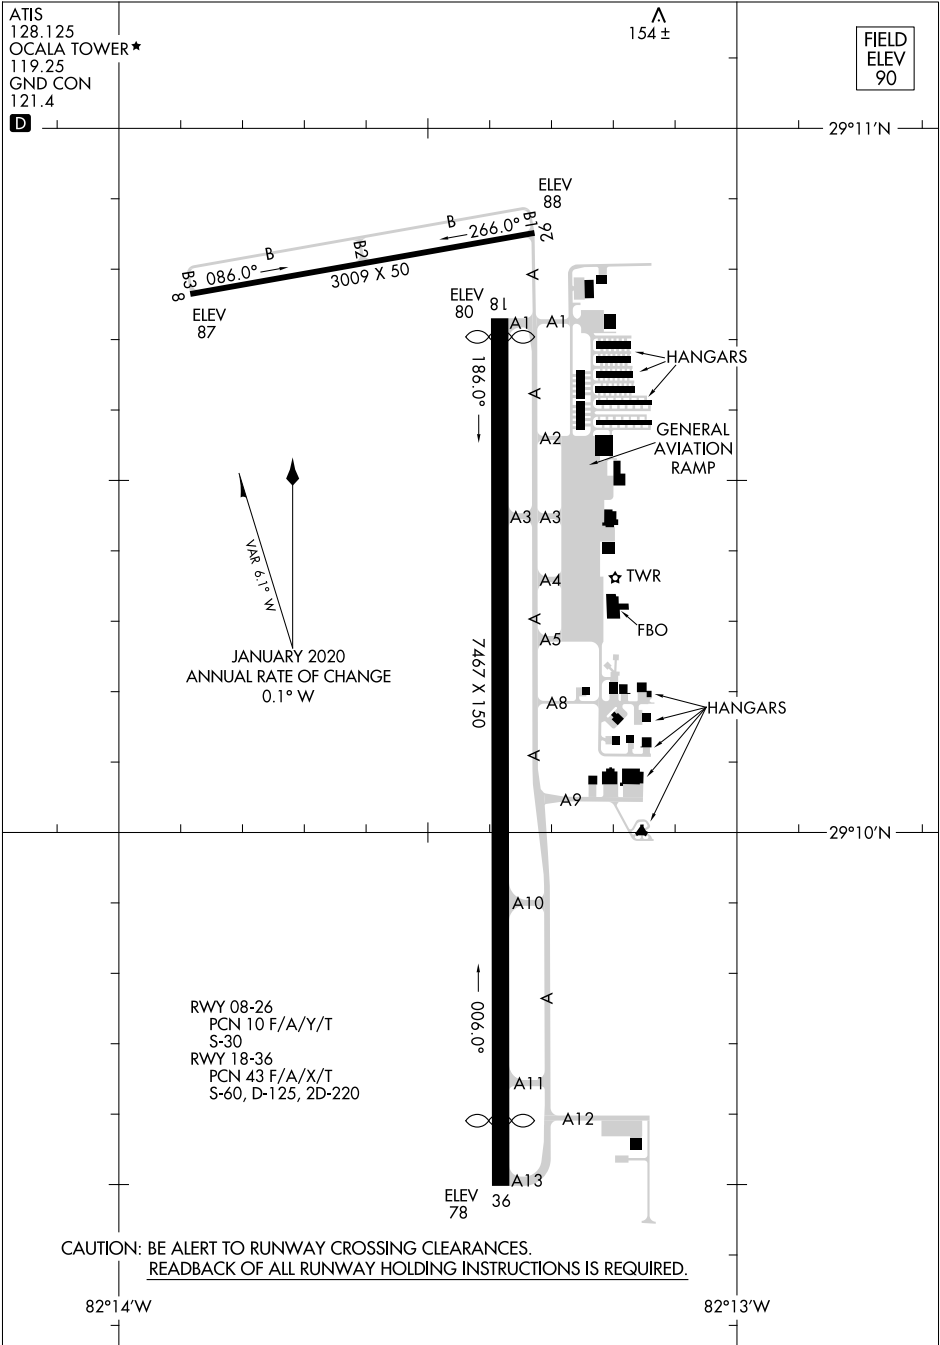 ATIS
128.125
OCALA TOWER★
119.25
GND CON
121.4
D
154 ±
FIELD
ELEV
90
29°11'N
ELEV
88
B
B
B1
B2
B3
266.0°
26
086.0°
8
3009 X 50
ELEV
87
ELEV
80
18
A
A1
A1
HANGARS
186.0°
A
A2
GENERAL
AVIATION
RAMP
A3
A3
VAR 6.1° W
A4
TWR
A
FBO
A5
JANUARY 2020
ANNUAL RATE OF CHANGE
0.1° W
7467 X 150
A8
HANGARS
A
A9
29°10'N
A10
A
006.0°
RWY 08-26
PCN 10 F/A/Y/T
S-30
RWY 18-36
PCN 43 F/A/X/T
S-60, D-125, 2D-220
A11
A12
A13
ELEV
78
36
CAUTION: BE ALERT TO RUNWAY CROSSING CLEARANCES.
READBACK OF ALL RUNWAY HOLDING INSTRUCTIONS IS REQUIRED.
82°14'W
82°13'W